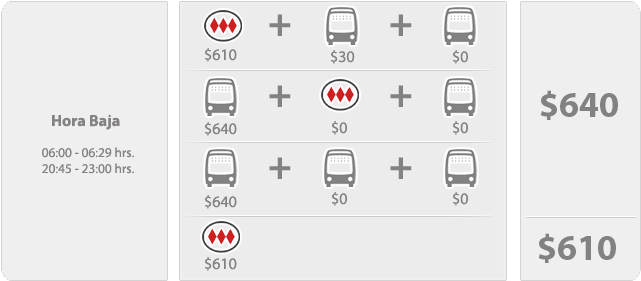 $610 + $30 + $0
$640 + $0 + $0
$640 + $0 + $0
$610
Hora Baja
06:00 - 06:29 hrs.
20:45 - 23:00 hrs.
$640
$610